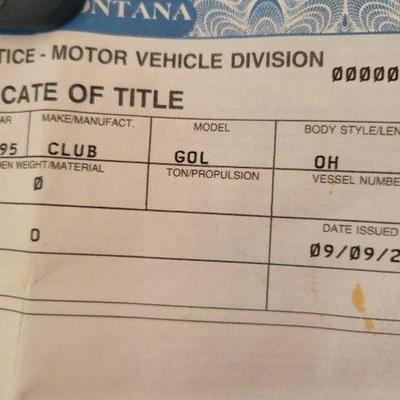 ONTANA
TICE - MOTOR VEHICLE DIVISION
00000
CATE OF TITLE
AR MAKE/MANUFACT. MODEL BODY STYLE/LEN
95 CLUB GOL OH
EN WEIGHT/MATERIAL TON/PROPULSION VESSEL NUMBE
0
DATE ISSUED
0 09/09/2